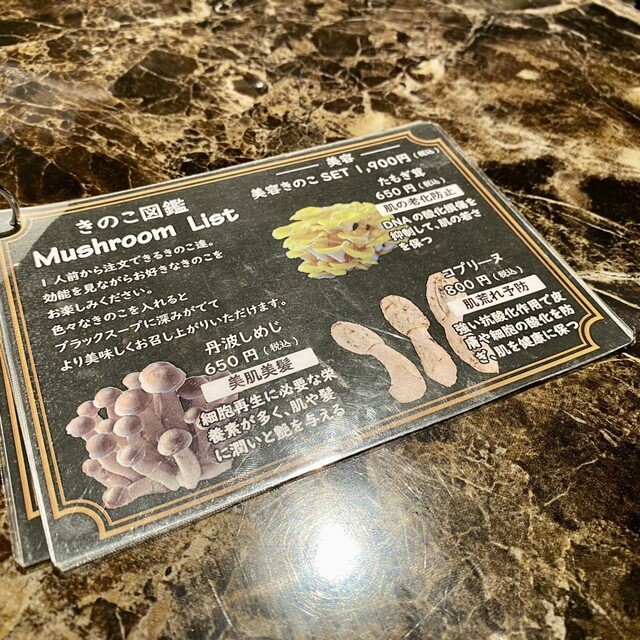 きのこ図鑑
Mushroom List
1人前から注文できるきのこ達。
効能を見ながらお好きなきのこを
お楽しみください。
色々なきのこを入れると
ブラックスープに深みがでて
より美味しくお召し上がりいただけます。
美容
美容きのこ SET 1,900円(税込)
たもぎ茸
650円(税込)
肌の老化防止
DNAの酸化損傷を
抑制して、肌の若さ
を保つ
コプリーヌ
800円(税込)
肌荒れ予防
強い抗酸化作用で皮
膚や細胞の酸化を防
ぎ、肌を健康に保つ
丹波しめじ
650円(税込)
美肌美髪
細胞再生に必要な栄
養素が多く、肌や髪
に潤いと艶を与える